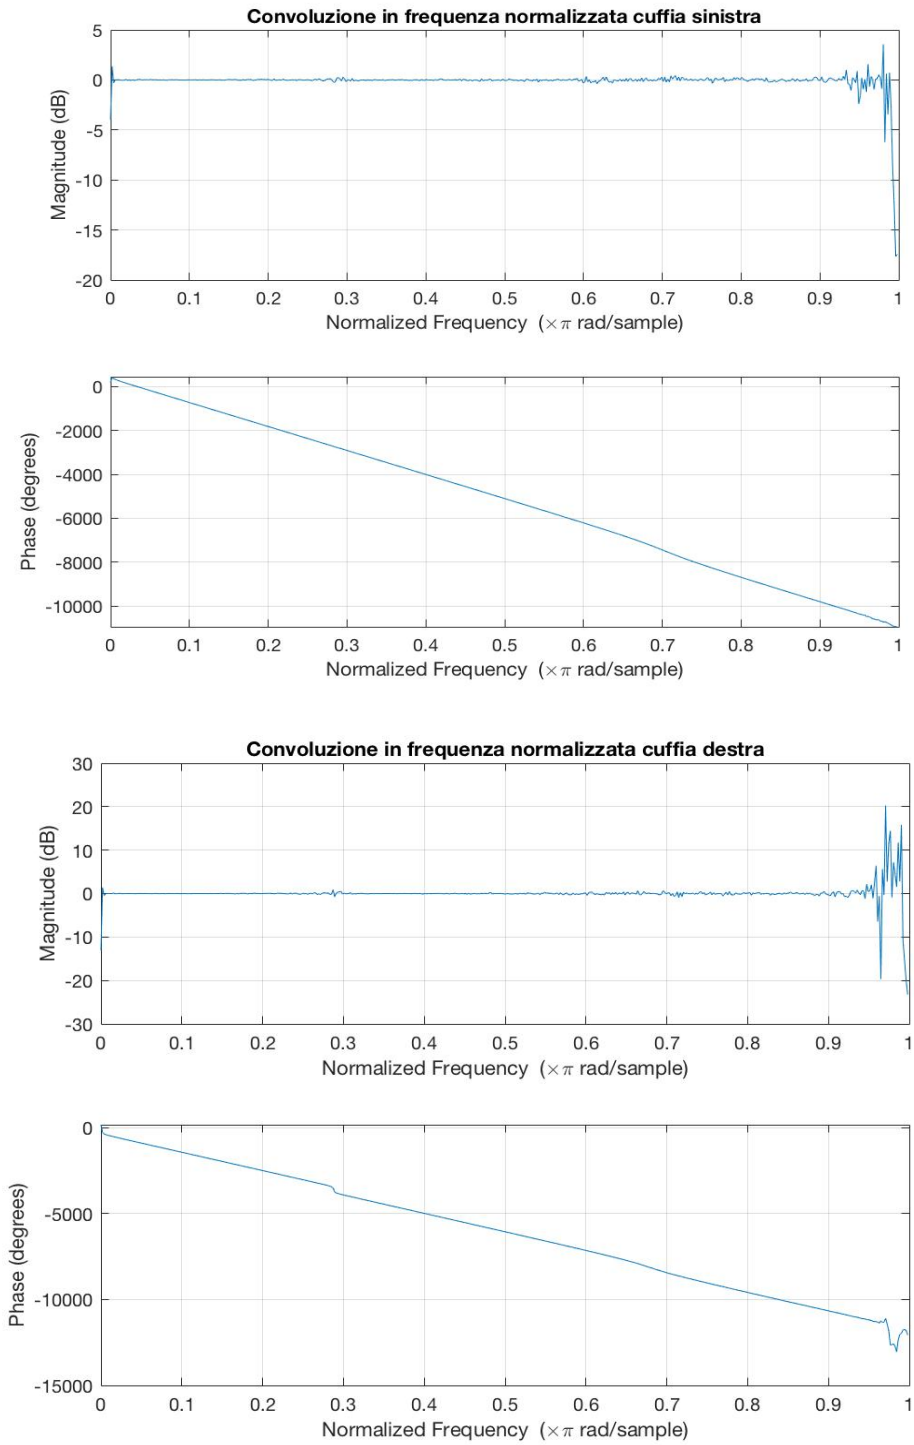 Convoluzione in frequenza normalizzata cuffia sinistra
5
0
-5
-10
-15
-20
Magnitude (dB)
0 0.1 0.2 0.3 0.4 0.5 0.6 0.7 0.8 0.9 1
Normalized Frequency (×π rad/sample)
0
-2000
-4000
-6000
-8000
-10000
Phase (degrees)
0 0.1 0.2 0.3 0.4 0.5 0.6 0.7 0.8 0.9 1
Normalized Frequency (×π rad/sample)
Convoluzione in frequenza normalizzata cuffia destra
30
20
10
0
-10
-20
-30
Magnitude (dB)
0 0.1 0.2 0.3 0.4 0.5 0.6 0.7 0.8 0.9 1
Normalized Frequency (×π rad/sample)
0
-5000
-10000
-15000
Phase (degrees)
0 0.1 0.2 0.3 0.4 0.5 0.6 0.7 0.8 0.9 1
Normalized Frequency (×π rad/sample)